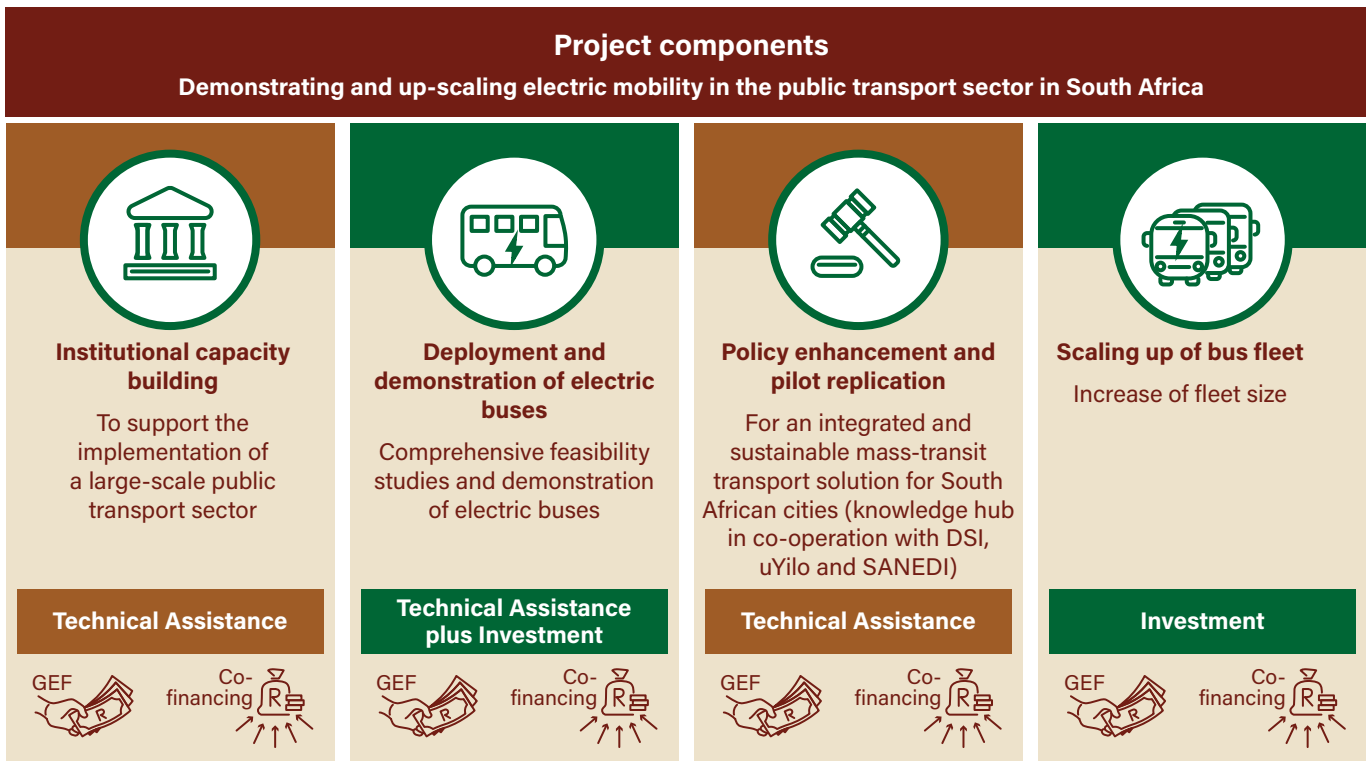 Project components
Demonstrating and up-scaling electric mobility in the public transport sector in South Africa
Institutional capacity
building
To support the
implementation of
a large-scale public
transport sector
Technical Assistance
GEF
R
Co-
financing
R
Deployment and
demonstration of electric
buses
Comprehensive feasibility
studies and demonstration
of electric buses
Technical Assistance
plus Investment
GEF
R
Co-
financing
R
Policy enhancement and
pilot replication
For an integrated and
sustainable mass-transit
transport solution for South
African cities (knowledge hub
in co-operation with DSI,
uYilo and SANEDI)
Technical Assistance
GEF
R
Co-
financing
R
Scaling up of bus fleet
Increase of fleet size
Investment
GEF
R
Co-
financing
R